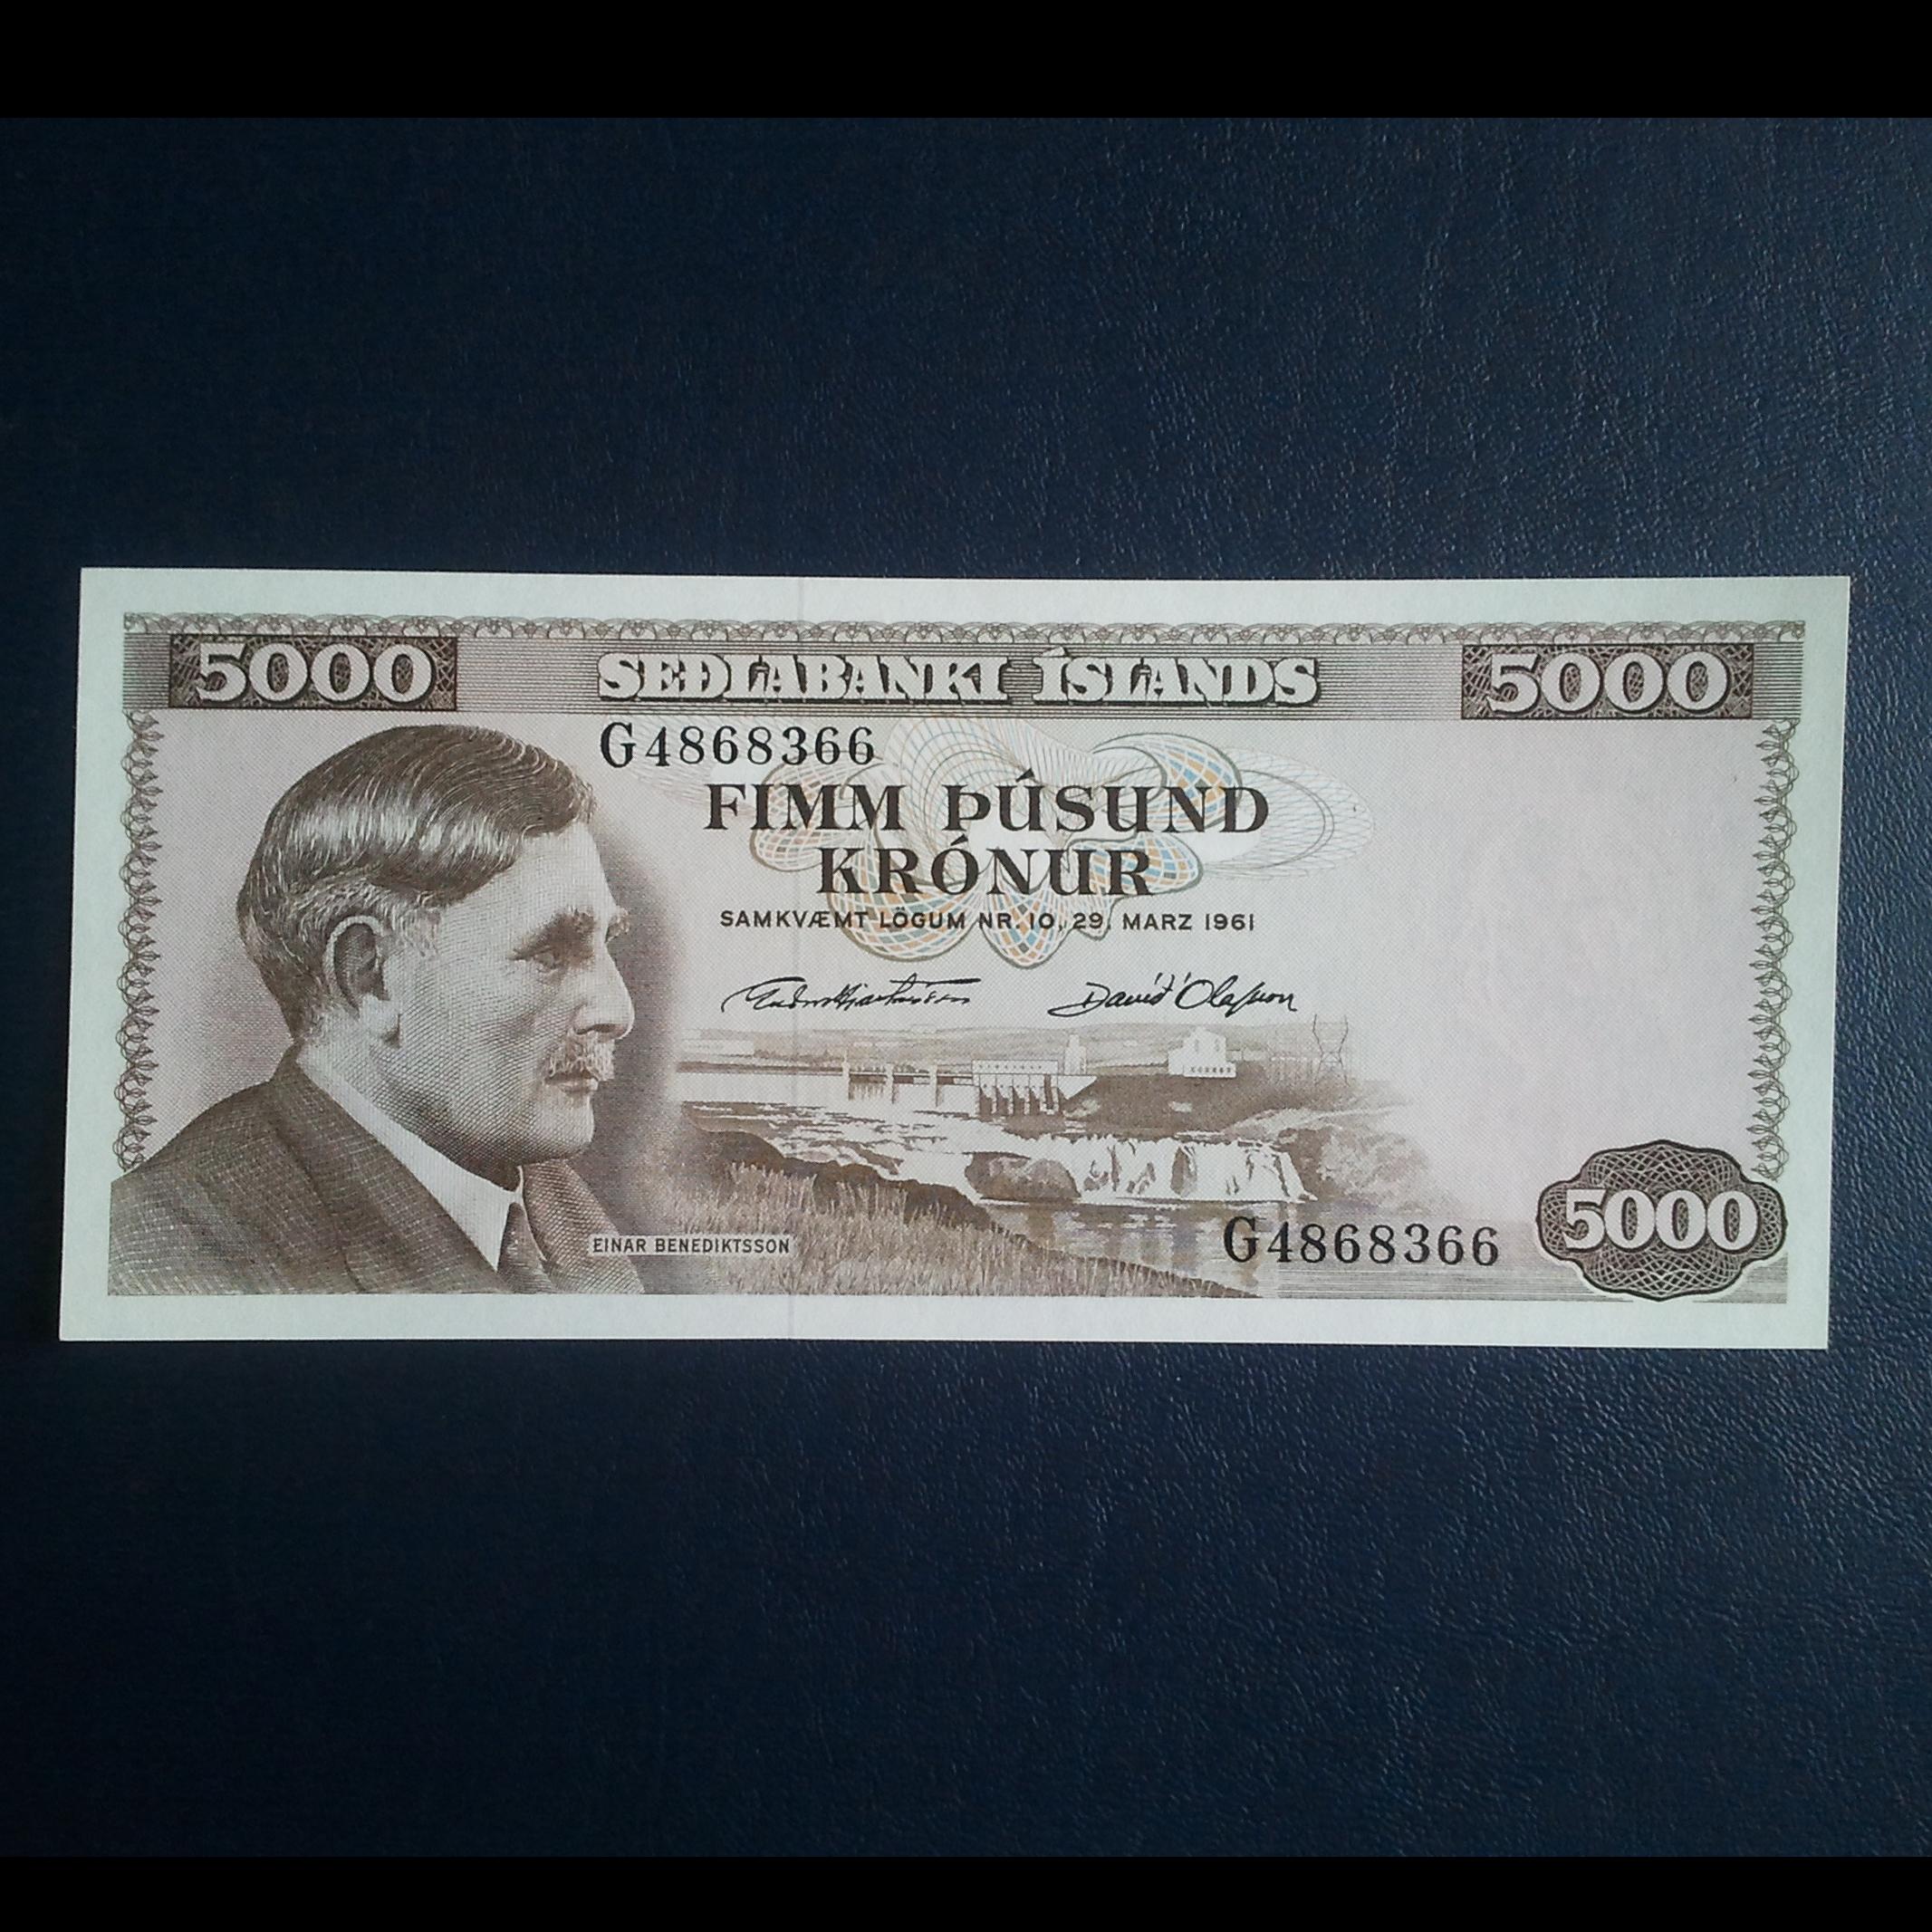 5000 SEÐLABANKI ÍSLANDS 5000
G4868366
FIMM ÞÚSUND
KRÓNUR
SAMKVÆMT LÖGUM NR. 10, 29. MARZ 1961
Davíð Ólafsson
EINAR BENEDIKTSSON
G4868366
5000